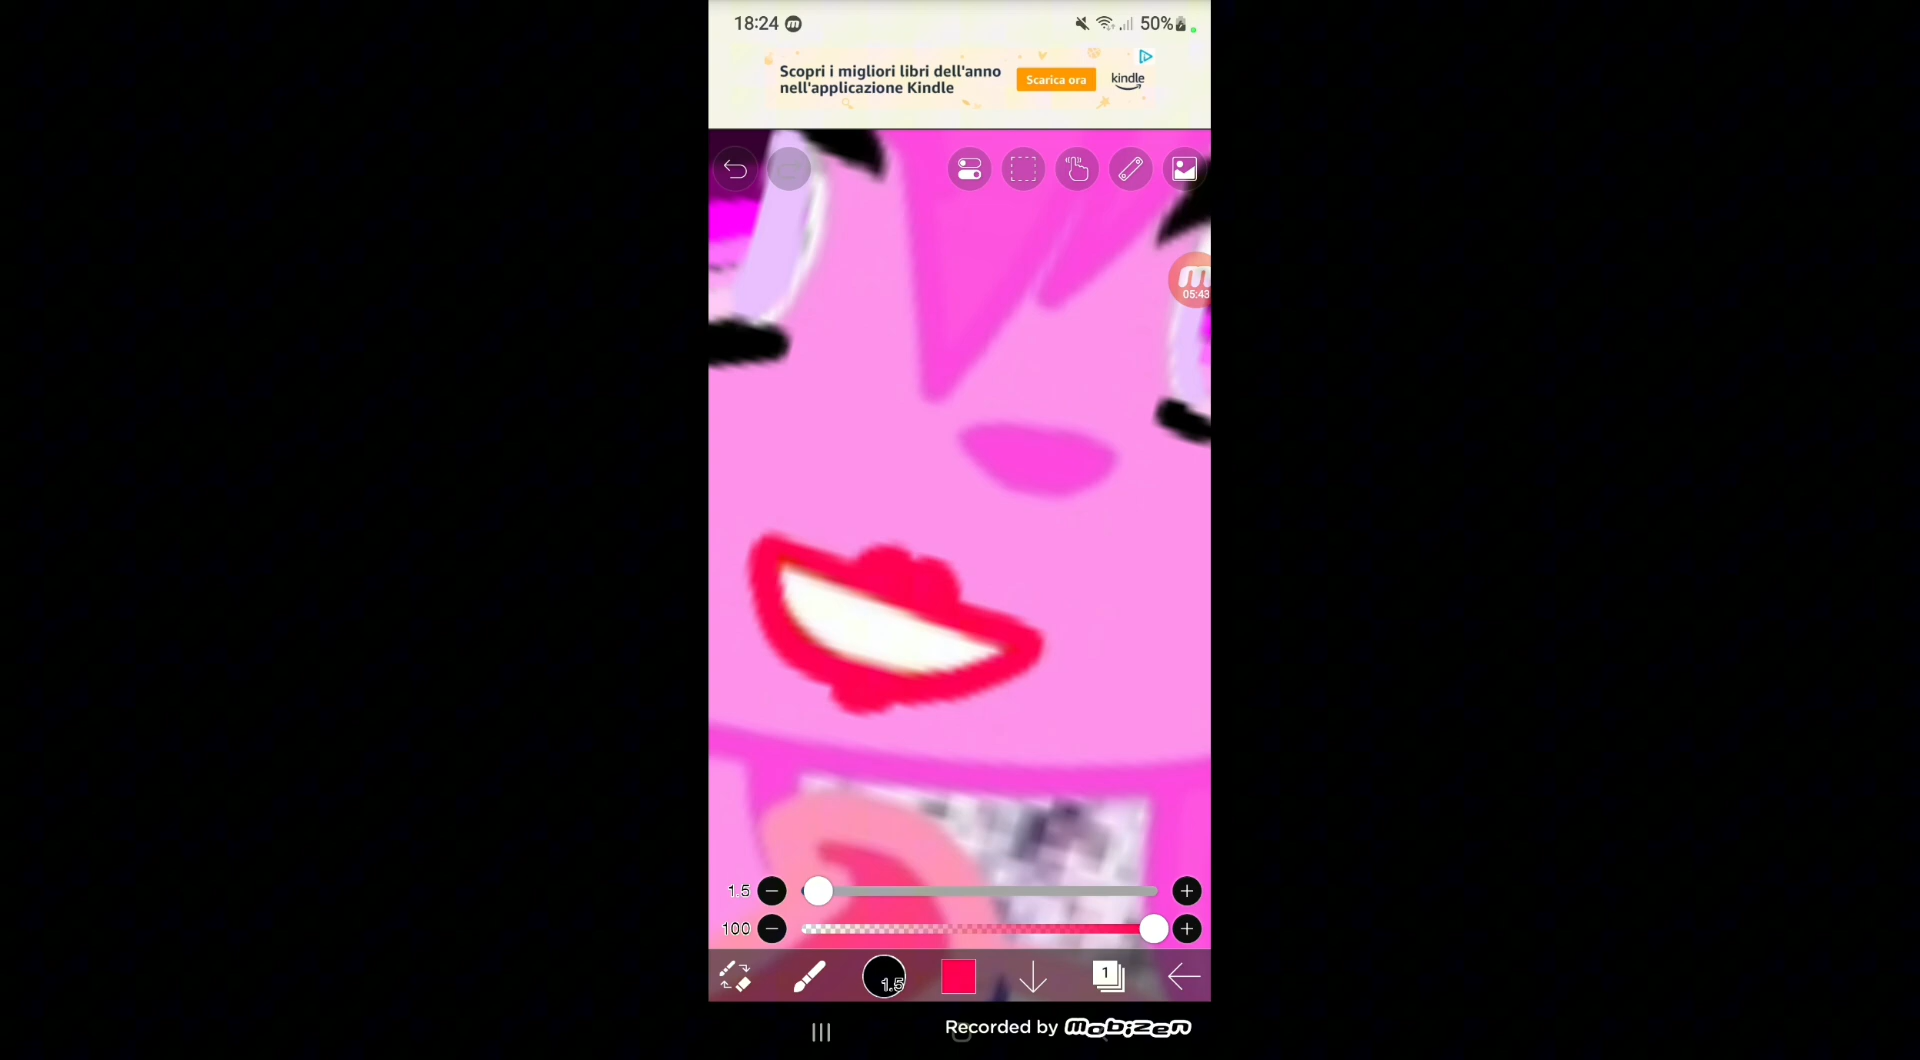 18:24
50%
Scopri i migliori libri dell'anno
nell'applicazione Kindle
Scarica ora
kindle
m
05:43
1.5
100
1.5
1
Recorded by Mobizen